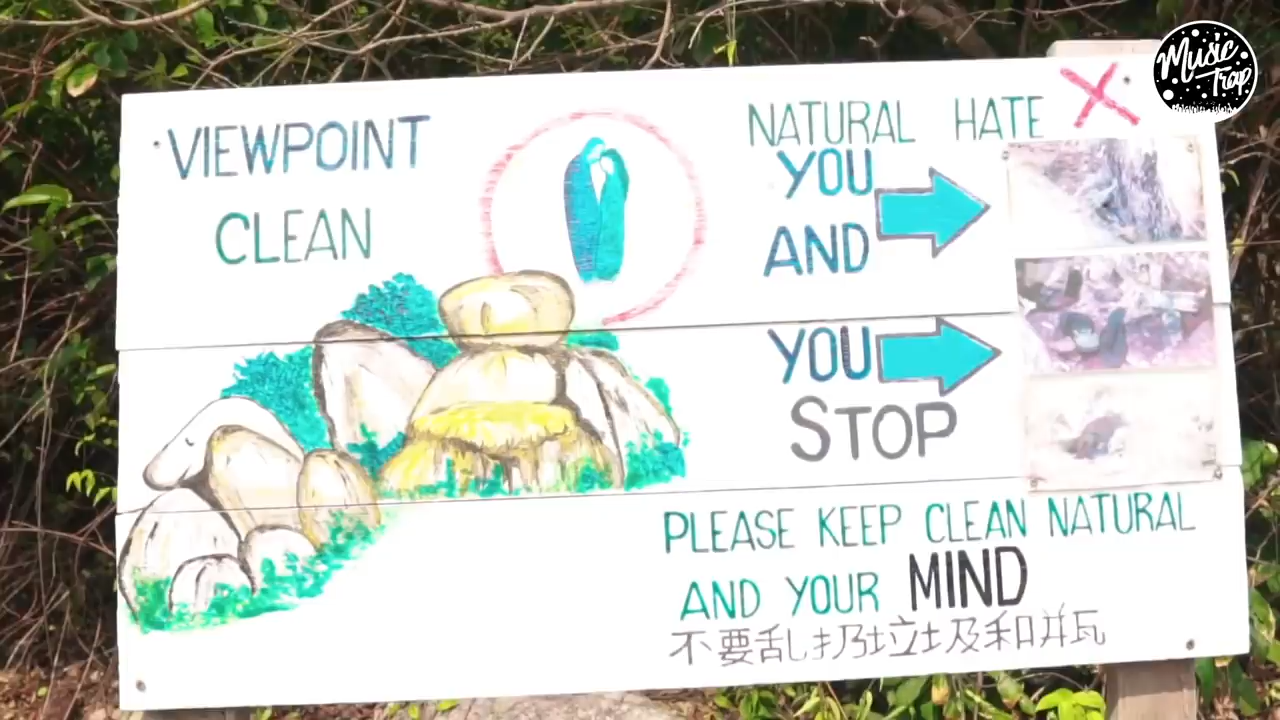 VIEWPOINT
CLEAN
NATURAL HATE
YOU
AND
YOU
STOP
PLEASE KEEP CLEAN NATURAL
AND YOUR MIND
不要乱扔垃圾和并瓦
Music
Trap